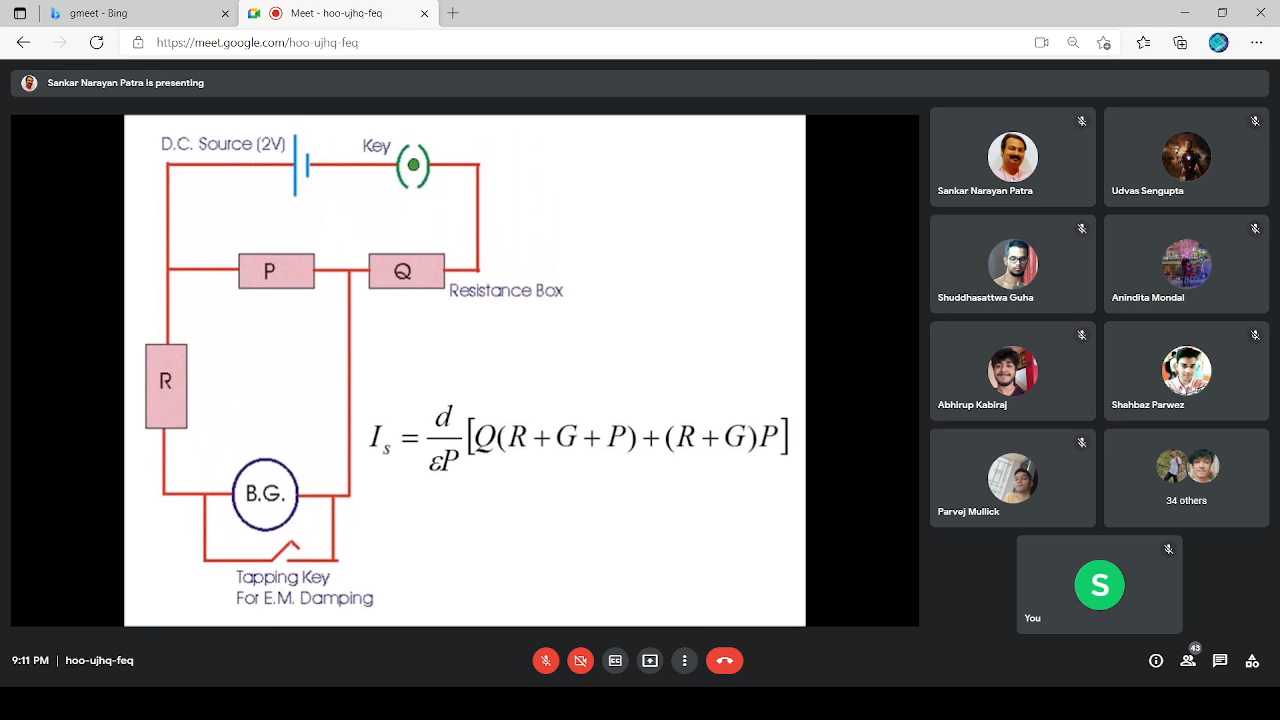 gmeet - Bing
Meet - hoo-ujhq-feq
https://meet.google.com/hoo-ujhq-feq
Sankar Narayan Patra is presenting
D.C. Source (2V)
Key
P
Q
Resistance Box
R
I_s = d/εP [Q(R+G+P)+(R+G)P]
B.G.
Tapping Key
For E.M. Damping
Sankar Narayan Patra
Udvas Sengupta
Shuddhasattwa Guha
Anindita Mondal
Abhirup Kabiraj
Shahbaz Parwez
Parvej Mullick
34 others
S
You
9:11 PM | hoo-ujhq-feq
43